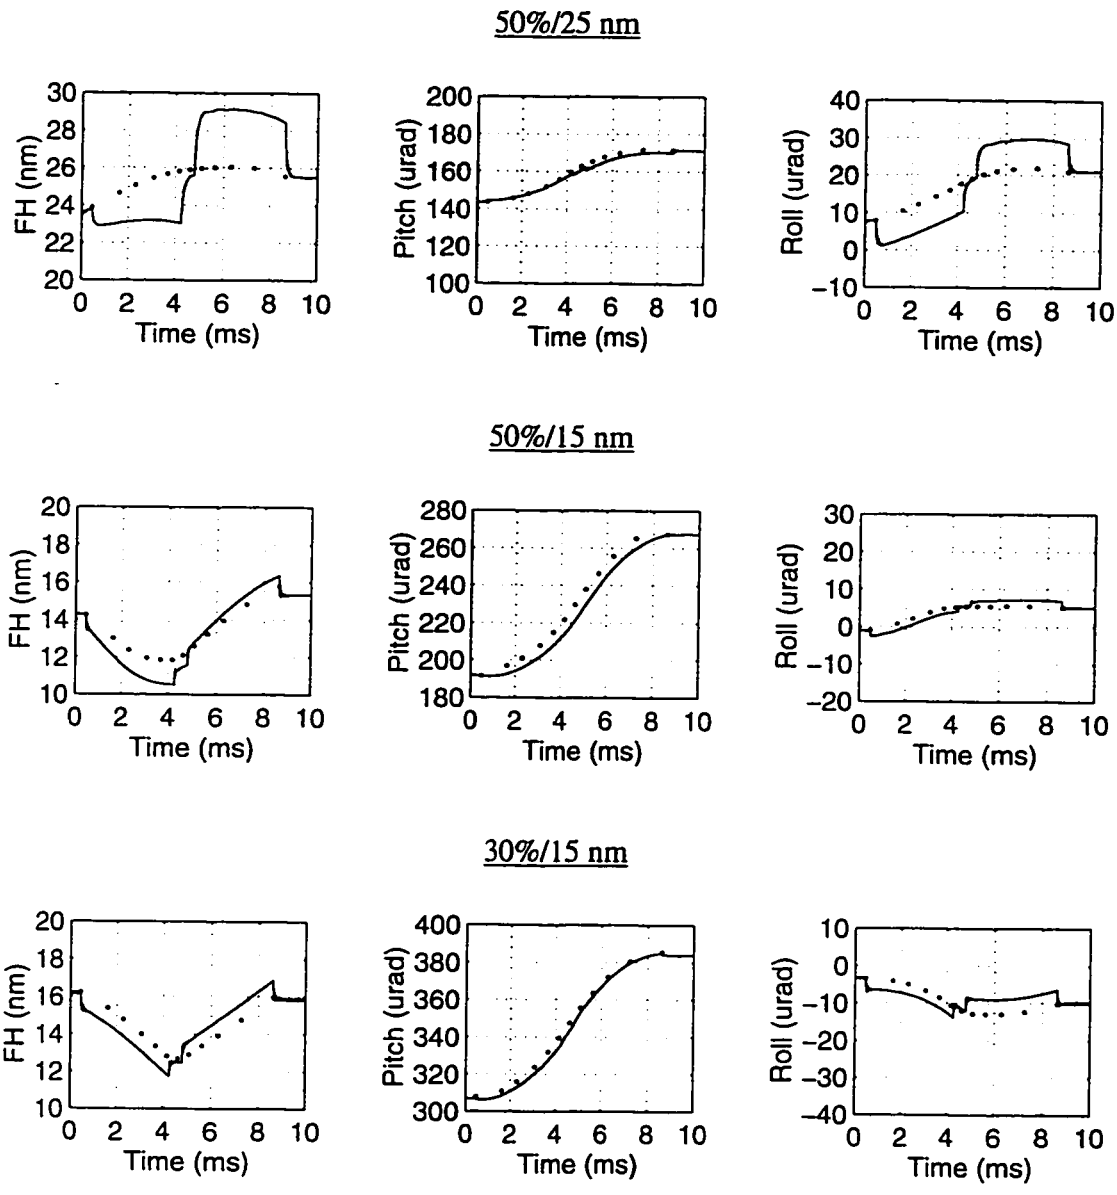 50%/25 nm
30
28
26
24
22
20
FH (nm)
0 2 4 6 8 10
Time (ms)
200
180
160
140
120
100
Pitch (urad)
0 2 4 6 8 10
Time (ms)
40
30
20
10
0
−10
Roll (urad)
0 2 4 6 8 10
Time (ms)
50%/15 nm
20
18
16
14
12
10
FH (nm)
0 2 4 6 8 10
Time (ms)
280
260
240
220
200
180
Pitch (urad)
0 2 4 6 8 10
Time (ms)
30
20
10
0
−10
−20
Roll (urad)
0 2 4 6 8 10
Time (ms)
30%/15 nm
20
18
16
14
12
10
FH (nm)
0 2 4 6 8 10
Time (ms)
400
380
360
340
320
300
Pitch (urad)
0 2 4 6 8 10
Time (ms)
10
0
−10
−20
−30
−40
Roll (urad)
0 2 4 6 8 10
Time (ms)